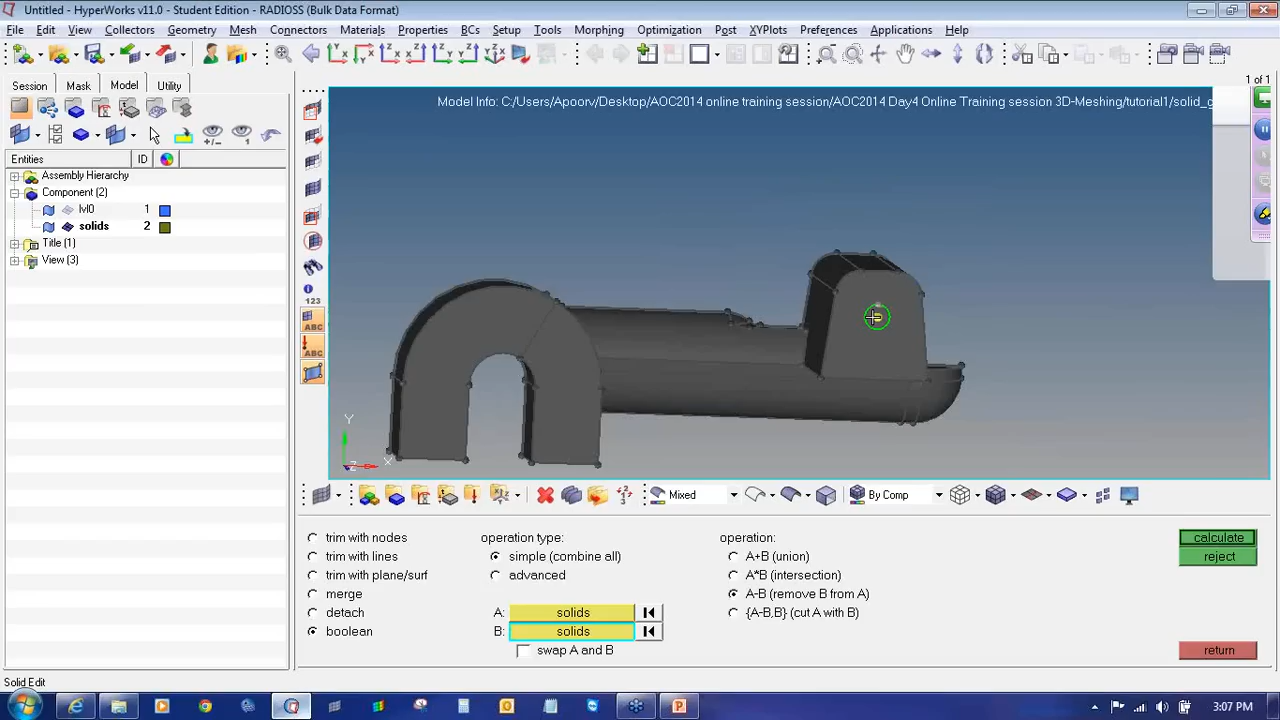 Untitled - HyperWorks v11.0 - Student Edition - RADIOSS (Bulk Data Format)
File Edit View Collectors Geometry Mesh Connectors Materials Properties BCs Setup Tools Morphing Optimization Post XYPlots Preferences Applications Help
Session Mask Model Utility
1 of 1
Model Info: C:/Users/Apoorv/Desktop/AOC2014 online training session/AOC2014 Day4 Online Training session 3D-Meshing/tutorial1/solid_c
Entities ID
Assembly Hierarchy
Component (2)
lvl0 1
solids 2
Title (1)
View (3)
123
ABC
ABC
Y
Z X
Mixed By Comp
trim with nodes operation type: operation: calculate
trim with lines simple (combine all) A+B (union) reject
trim with plane/surf advanced A*B (intersection)
merge A-B (remove B from A)
detach A: solids {A-B,B} (cut A with B)
boolean B: solids
swap A and B return
Solid Edit
3:07 PM